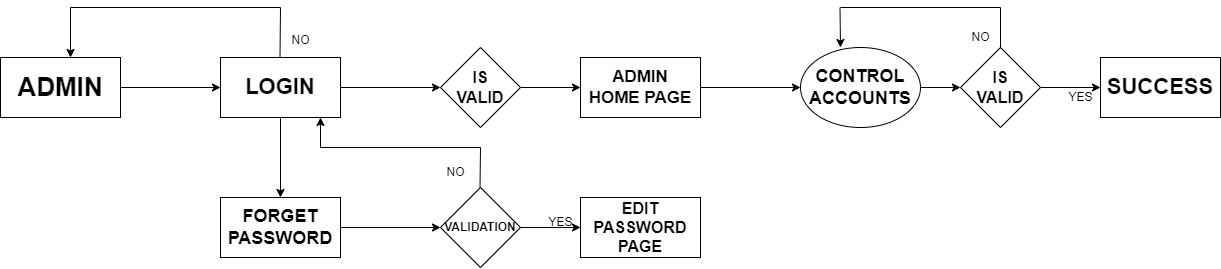 NO
NO
ADMIN
LOGIN
IS
VALID
ADMIN
HOME PAGE
CONTROL
ACCOUNTS
IS
VALID
YES
SUCCESS
NO
FORGET
PASSWORD
VALIDATION
YES
EDIT
PASSWORD
PAGE